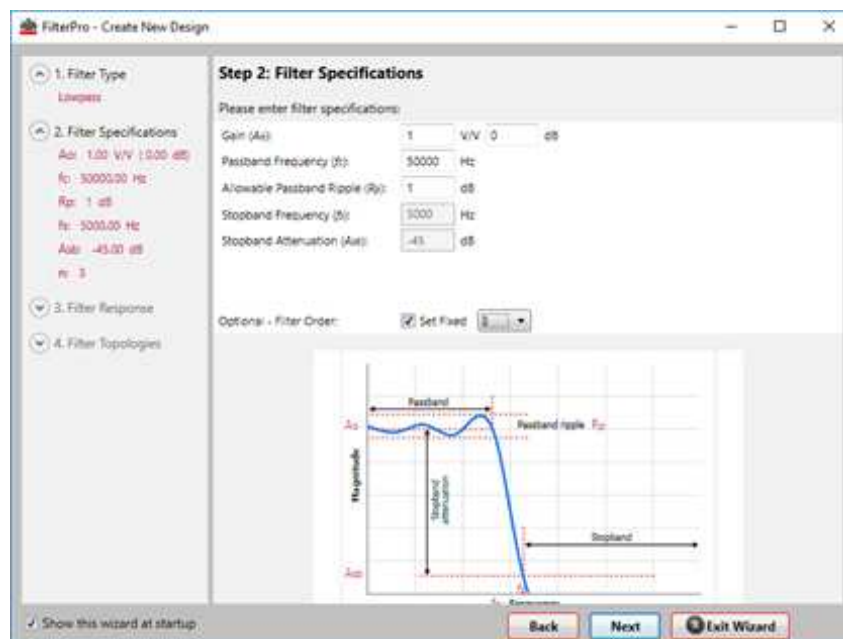 FilterPro - Create New Design
1. Filter Type
Lowpass
2. Filter Specifications
Ao: 1.00 V/V ( 0.00 dB)
fc: 50000.00 Hz
Rp: 1 dB
fs: 5000.00 Hz
Asb: -45.00 dB
n: 3
3. Filter Response
4. Filter Topologies
Step 2: Filter Specifications
Please enter filter specifications:
Gain (Ao): 1 V/V 0 dB
Passband Frequency (fc): 50000 Hz
Allowable Passband Ripple (Rp): 1 dB
Stopband Frequency (fs): 5000 Hz
Stopband Attenuation (Asb): -45 dB
Optional - Filter Order: Set Fixed 3
Passband
Ao
Passband ripple Rp
Magnitude
Stopband attenuation
Stopband
Asb
Show this wizard at startup
Back Next Exit Wizard